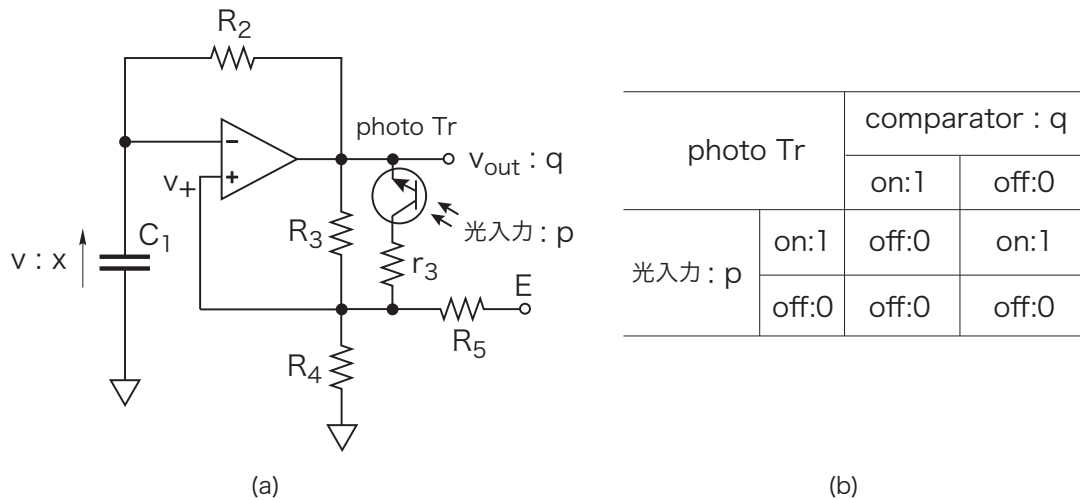 R2
photo Tr
−
+
v+
vout : q
C1
v : x
R3
r3
光入力 : p
E
R5
R4
(a)
photo Tr
comparator : q
on:1
off:0
光入力 : p
on:1
off:0
on:1
off:0
off:0
off:0
(b)